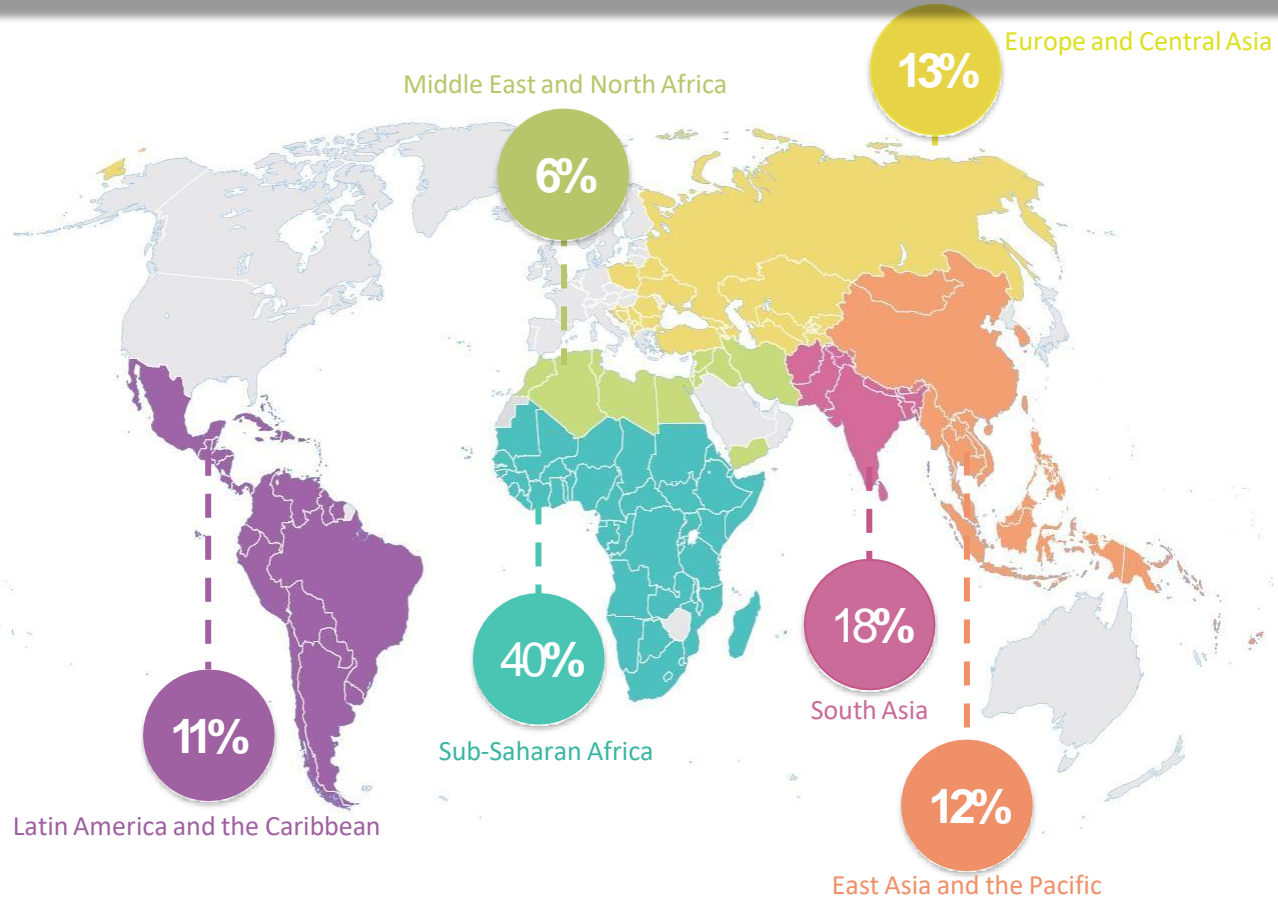 Europe and Central Asia
13%
Middle East and North Africa
6%
18%
South Asia
40%
Sub-Saharan Africa
11%
Latin America and the Caribbean
12%
East Asia and the Pacific